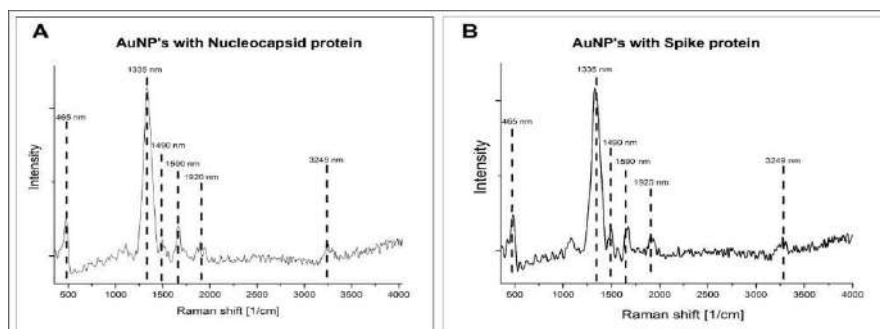 A
AuNP's with Nucleocapsid protein
1335 nm
465 nm
1490 nm
1920 nm
3249 nm
Intensity
500
1000
1500
2000
2500
3000
3500
4000
Raman shift [1/cm]
B
AuNP's with Spike protein
1335 nm
465 nm
1490 nm
1590 nm
1920 nm
3249 nm
Intensity
500
1000
1500
2000
2500
3000
3500
4000
Raman shift [1/cm]